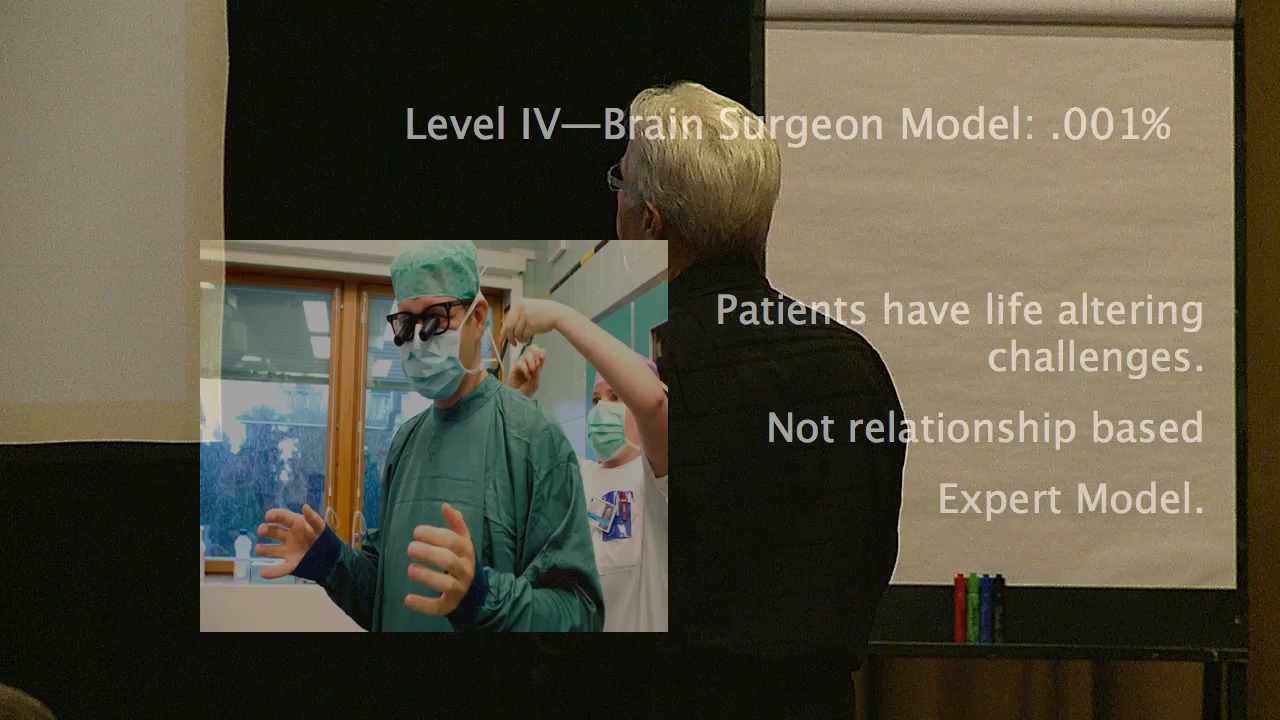 Level IV—Brain Surgeon Model: .001%
Patients have life altering
challenges.
Not relationship based
Expert Model.